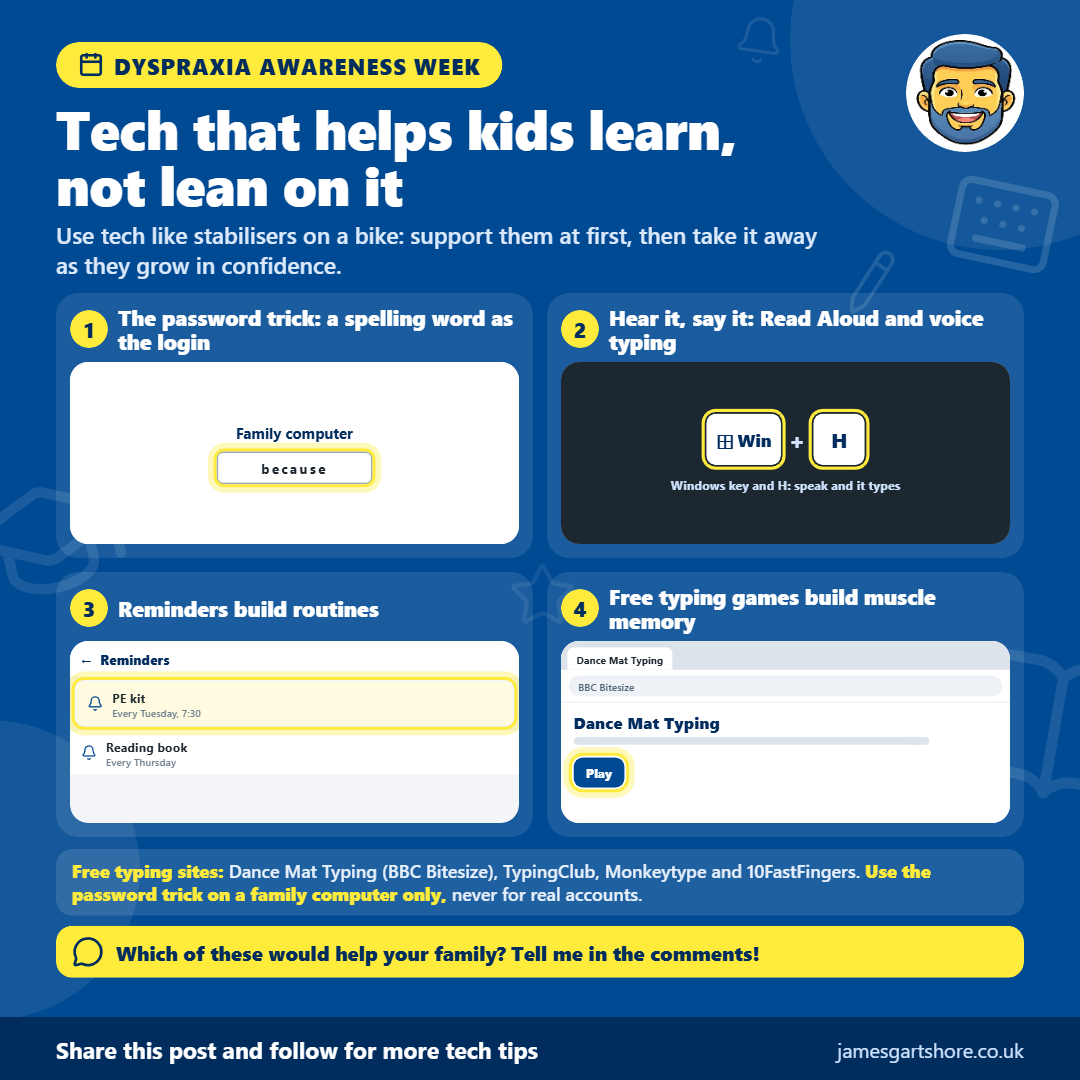 DYSPRAXIA AWARENESS WEEK
Tech that helps kids learn,
not lean on it
Use tech like stabilisers on a bike: support them at first, then take it away
as they grow in confidence.
1
The password trick: a spelling word as
the login
Family computer
because
2
Hear it, say it: Read Aloud and voice
typing
Win + H
Windows key and H: speak and it types
3
Reminders build routines
← Reminders
PE kit
Every Tuesday, 7:30
Reading book
Every Thursday
4
Free typing games build muscle
memory
Dance Mat Typing
BBC Bitesize
Dance Mat Typing
Play
Free typing sites: Dance Mat Typing (BBC Bitesize), TypingClub, Monkeytype and 10FastFingers. Use the
password trick on a family computer only, never for real accounts.
Which of these would help your family? Tell me in the comments!
Share this post and follow for more tech tips
jamesgartshore.co.uk